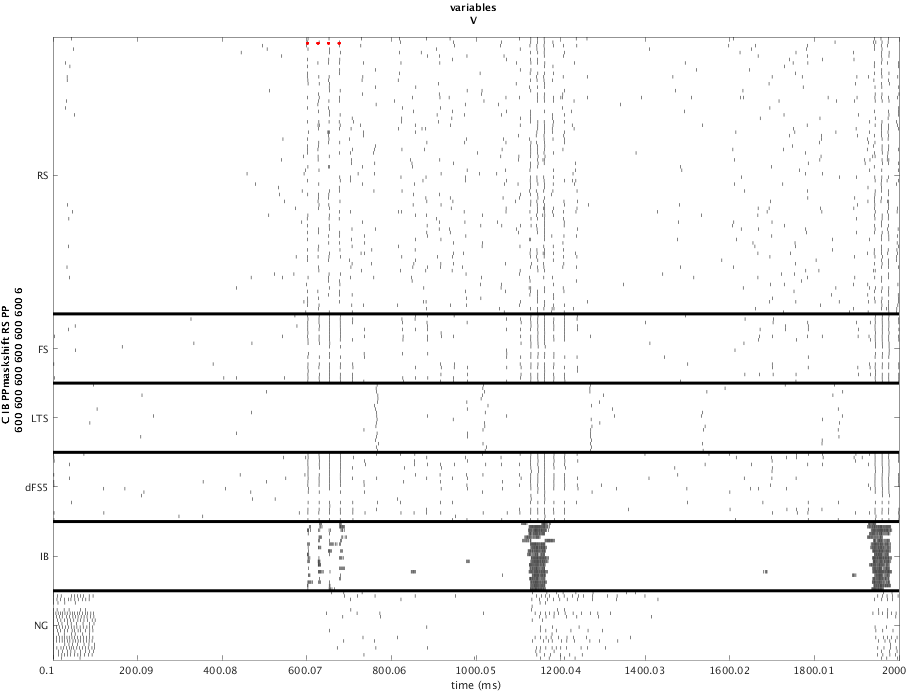 variables
V
C IB PPmaskshift RS PP
600 600 600 600 600 600 600 6
RS
FS
LTS
dFS5
IB
NG
0.1 200.09 400.08 600.07 800.06 1000.05 1200.04 1400.03 1600.02 1800.01 2000
time (ms)